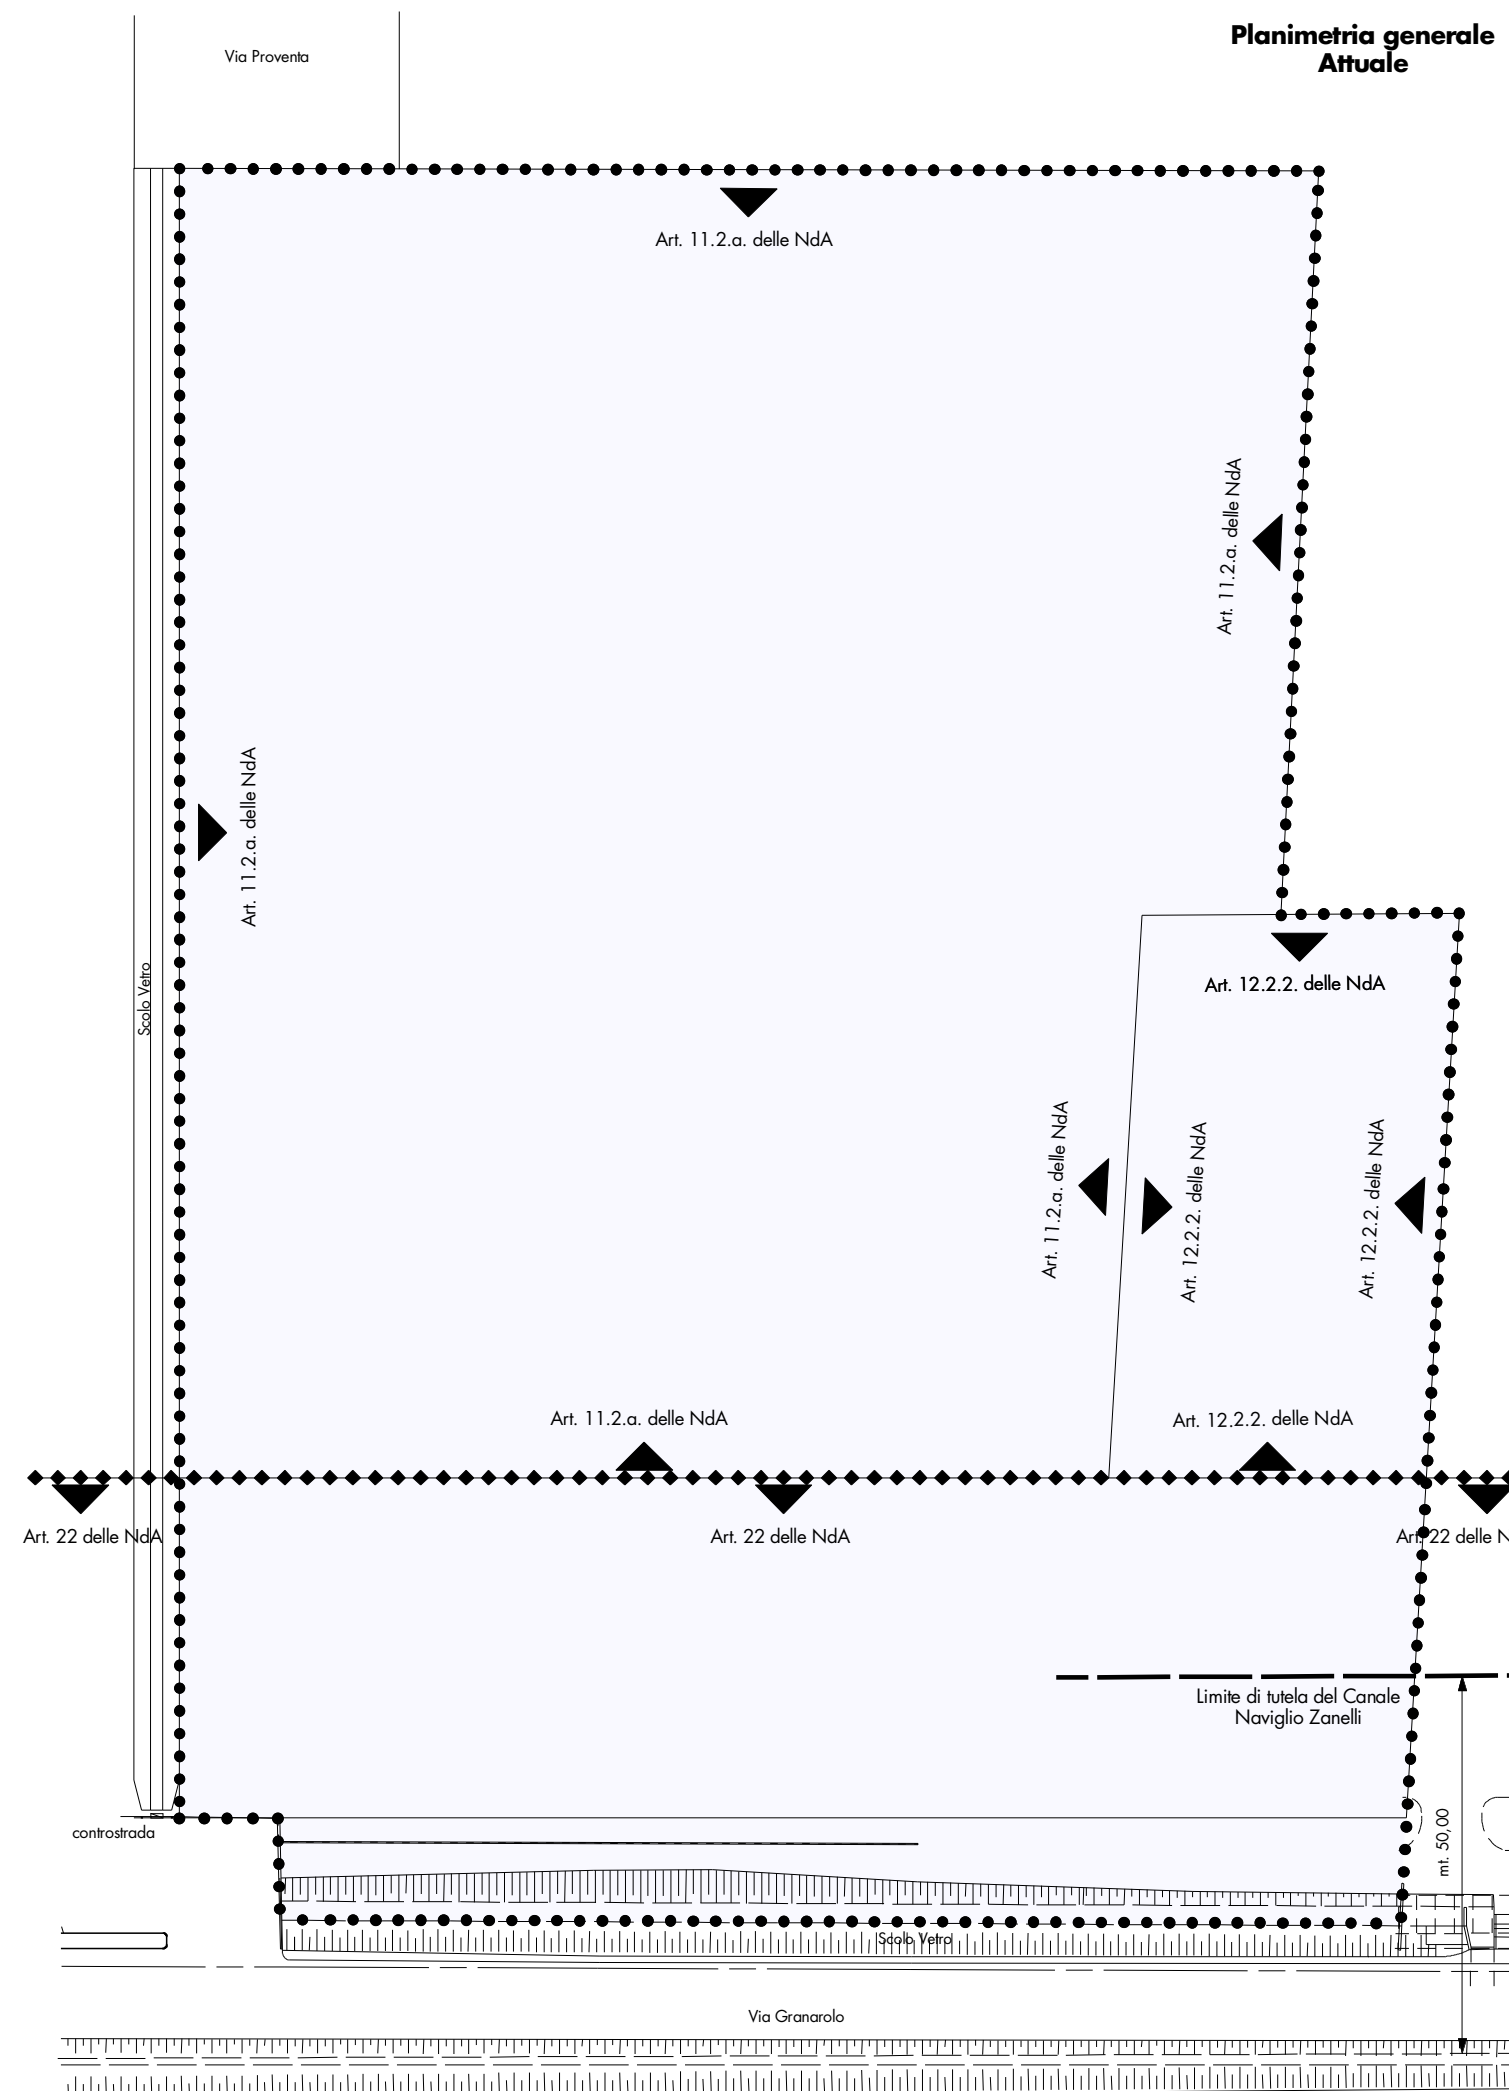 Planimetria generale
Attuale
Via Proventa
Art. 11.2.a. delle NdA
Art. 11.2.a. delle NdA
Art. 11.2.a. delle NdA
Scolo Vetro
Art. 12.2.2. delle NdA
Art. 11.2.a. delle NdA
Art. 12.2.2. delle NdA
Art. 12.2.2. delle NdA
Art. 11.2.a. delle NdA
Art. 12.2.2. delle NdA
Art. 22 delle NdA
Art. 22 delle NdA
Art. 22 delle N
Limite di tutela del Canale
Naviglio Zanelli
mt. 50,00
controstrada
Scolo Vetro
Via Granarolo